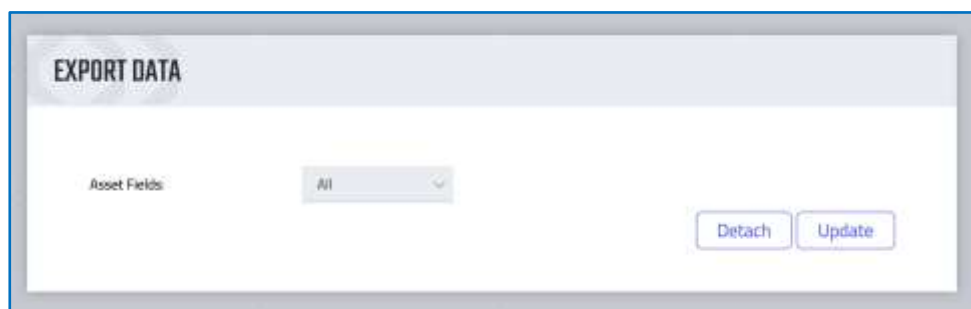 EXPORT DATA
Asset Fields
All
Detach
Update